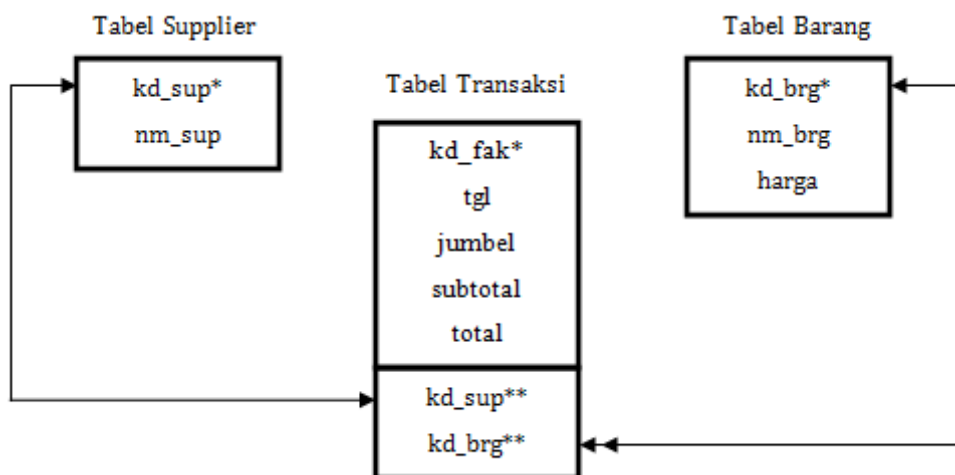 Tabel Supplier
kd_sup*
nm_sup
Tabel Transaksi
kd_fak*
tgl
jumbel
subtotal
total
kd_sup**
kd_brg**
Tabel Barang
kd_brg*
nm_brg
harga